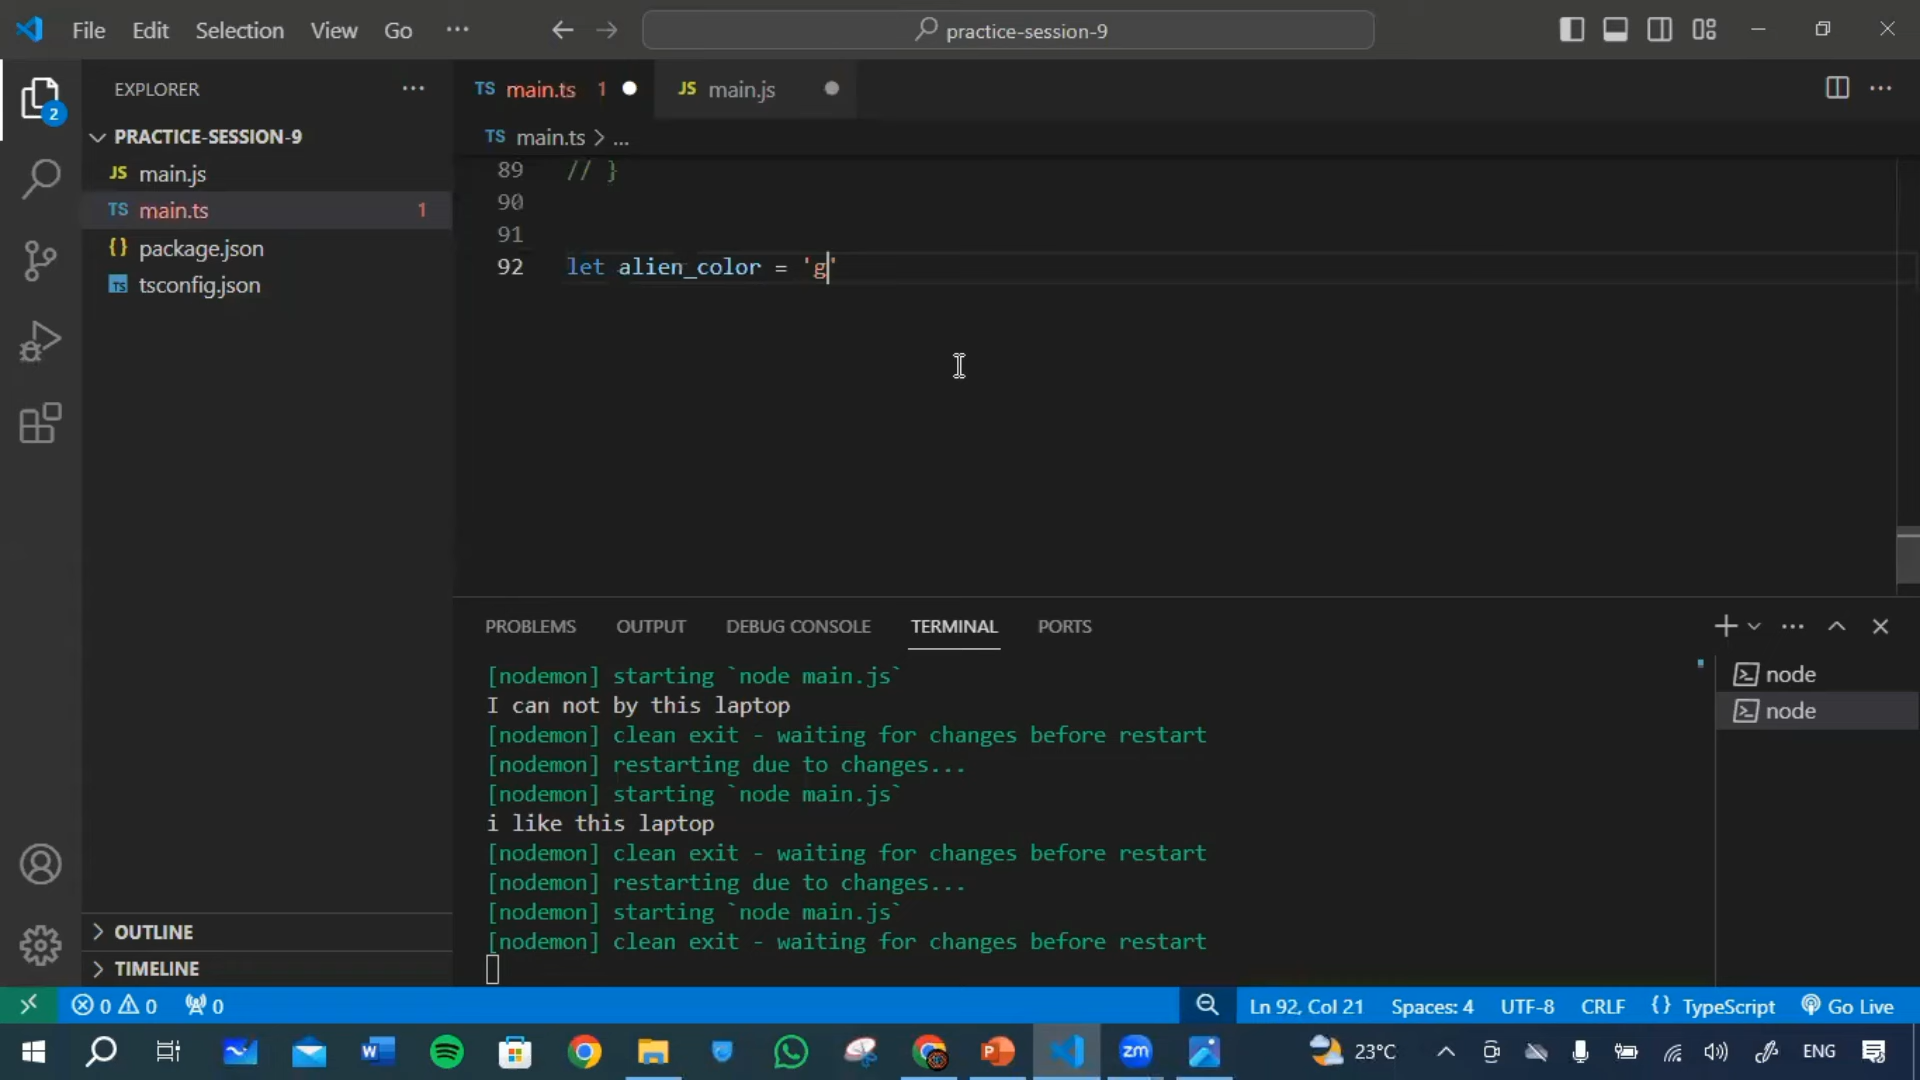 File Edit Selection View Go ···
practice-session-9
EXPLORER
TS main.ts 1
JS main.js
2
PRACTICE-SESSION-9
TS main.ts > ...
JS main.js
TS main.ts 1
{} package.json
TS tsconfig.json
89 // }
90
91
92 let alien_color = 'g'
PROBLEMS OUTPUT DEBUG CONSOLE TERMINAL PORTS
[nodemon] starting `node main.js`
I can not by this laptop
[nodemon] clean exit - waiting for changes before restart
[nodemon] restarting due to changes...
[nodemon] starting `node main.js`
i like this laptop
[nodemon] clean exit - waiting for changes before restart
[nodemon] restarting due to changes...
[nodemon] starting `node main.js`
[nodemon] clean exit - waiting for changes before restart
node
node
OUTLINE
TIMELINE
0 0 0
Ln 92, Col 21 Spaces: 4 UTF-8 CRLF {} TypeScript Go Live
W P zm 23°C ENG